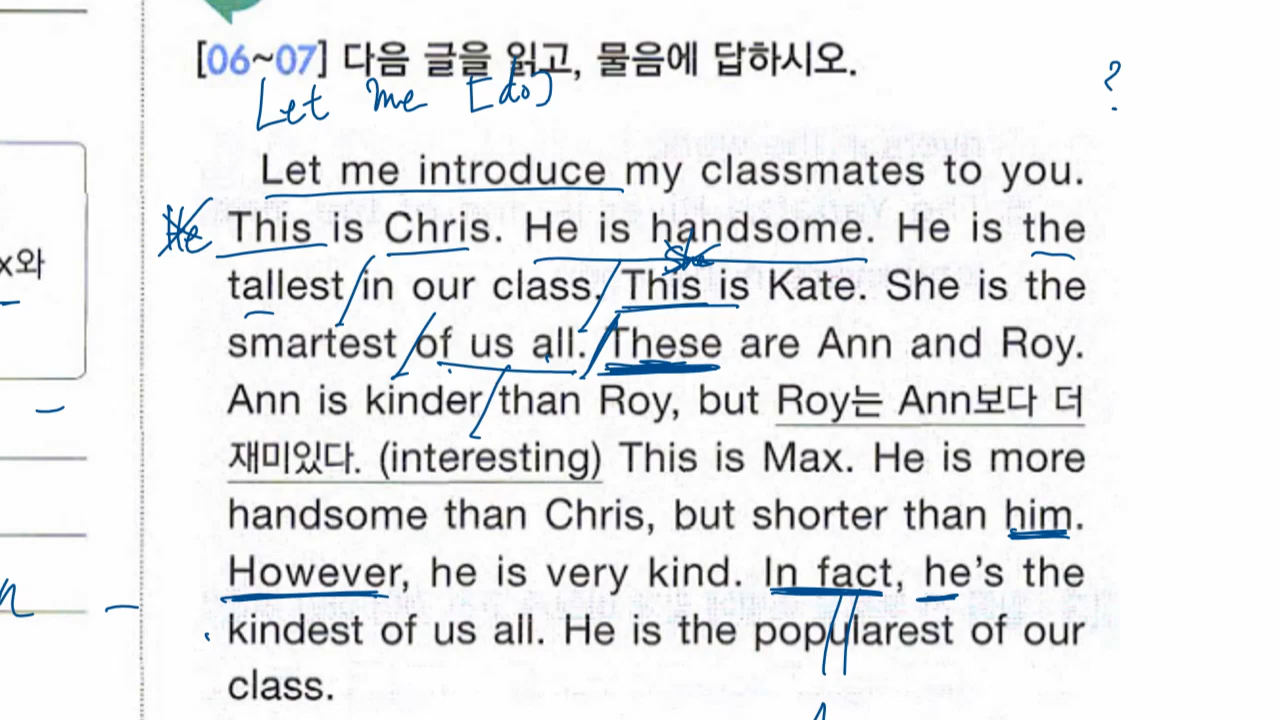 [06~07] 다음 글을 읽고, 물음에 답하시오.
Let me [do]
?
Let me introduce my classmates to you.
He This is Chris. He is handsome. He is the
she
x와
tallest in our class. This is Kate. She is the
smartest of us all. These are Ann and Roy.
Ann is kinder than Roy, but Roy는 Ann보다 더
재미있다. (interesting) This is Max. He is more
handsome than Chris, but shorter than him.
However, he is very kind. In fact, he's the
n
kindest of us all. He is the popularest of our
class.